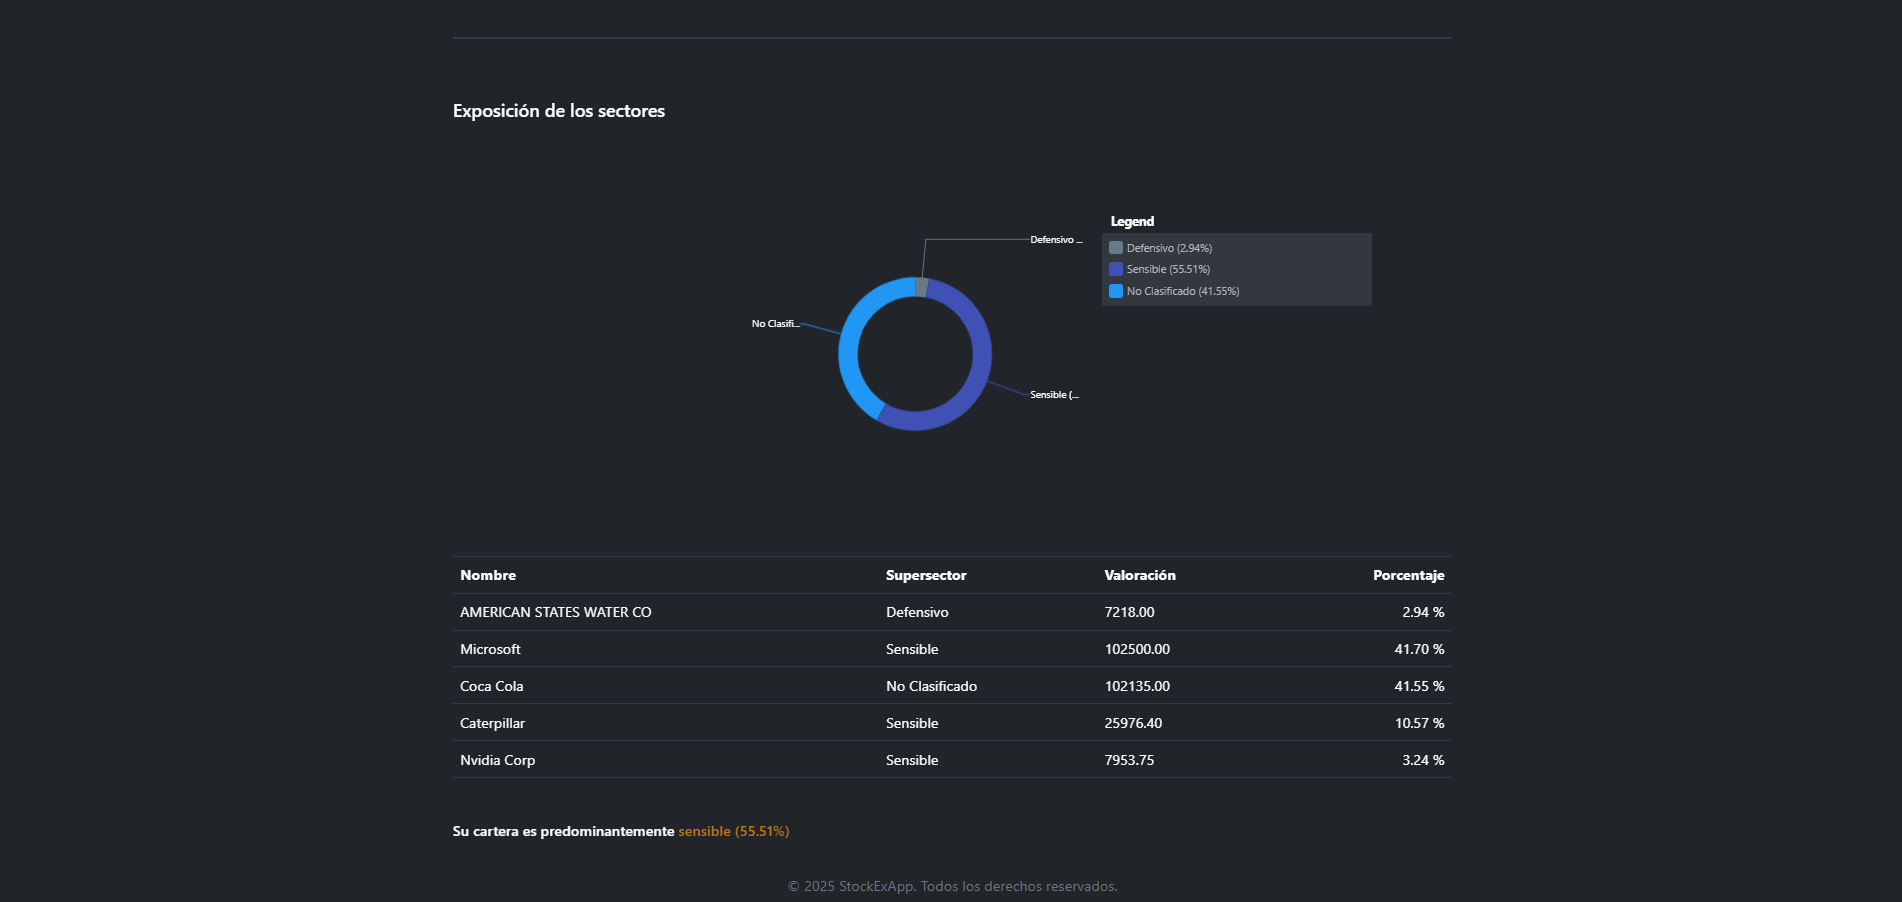 Exposición de los sectores
Legend
Defensivo ...
Defensivo (2.94%)
Sensible (55.51%)
No Clasificado (41.55%)
No Clasifi...
Sensible (...
Nombre Supersector Valoración Porcentaje
AMERICAN STATES WATER CO Defensivo 7218.00 2.94 %
Microsoft Sensible 102500.00 41.70 %
Coca Cola No Clasificado 102135.00 41.55 %
Caterpillar Sensible 25976.40 10.57 %
Nvidia Corp Sensible 7953.75 3.24 %
Su cartera es predominantemente sensible (55.51%)
© 2025 StockExApp. Todos los derechos reservados.